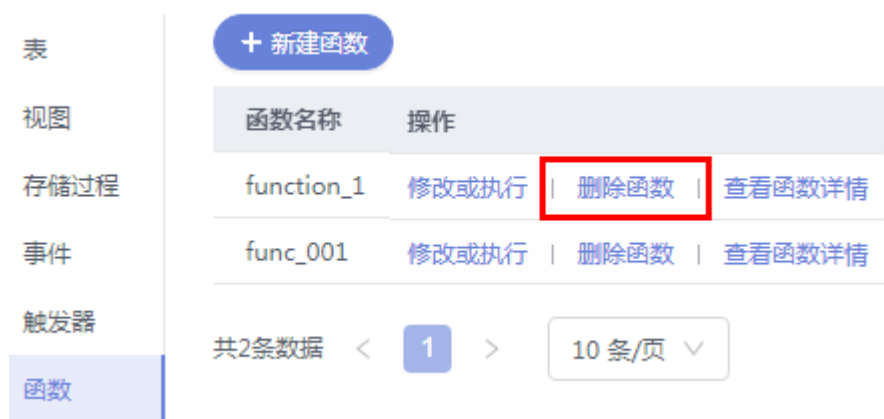 表
视图
存储过程
事件
触发器
函数
+ 新建函数
函数名称 操作
function_1 修改或执行 | 删除函数 | 查看函数详情
func_001 修改或执行 | 删除函数 | 查看函数详情
共2条数据 < 1 > 10 条/页